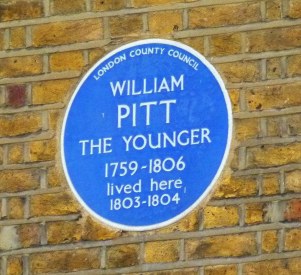 LONDON COUNTY COUNCIL
WILLIAM
PITT
THE YOUNGER
1759-1806
lived here
1803-1804